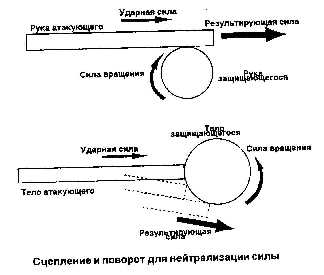 Ударная сила
Рука атакующего
Результирующая сила
Сила вращения
Рука
защищающегося
Тело
защищающегося
Ударная сила
Сила вращения
Тело атакующего
Результирующая
сила
Сцепление и поворот для нейтрализации силы